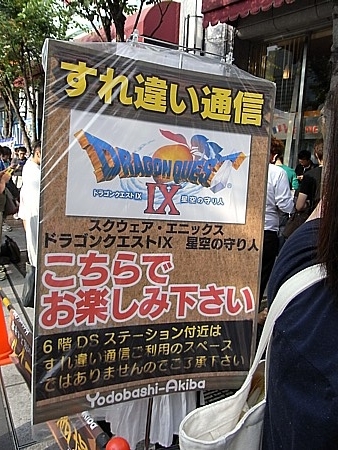 すれ違い通信
DRAGON QUEST
IX
ドラゴンクエストIX 星空の守り人
スクウェア・エニックス
ドラゴンクエストIX 星空の守り人
こちらで
お楽しみ下さい
6階DSステーション付近は
すれ違い通信ご利用のスペース
ではありませんのでご了承下さい
Yodobashi-Akiba